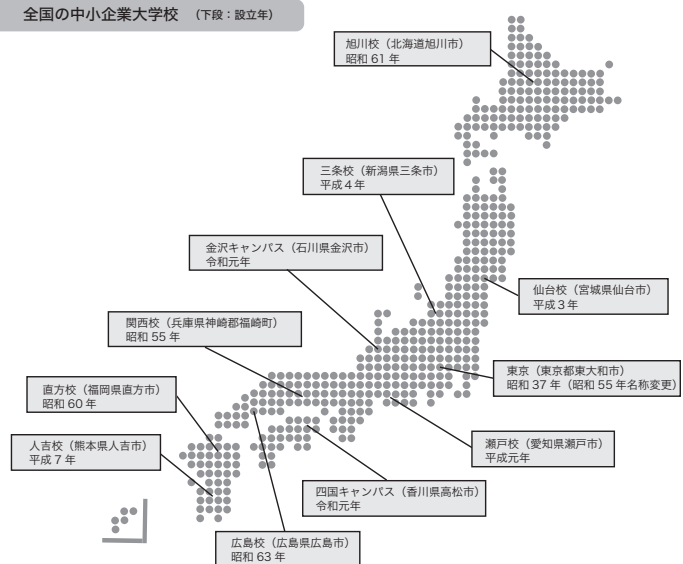 全国の中小企業大学校 （下段：設立年）
旭川校（北海道旭川市）
昭和 61 年
三条校（新潟県三条市）
平成 4 年
金沢キャンパス（石川県金沢市）
令和元年
仙台校（宮城県仙台市）
平成 3 年
関西校（兵庫県神崎郡福崎町）
昭和 55 年
東京（東京都東大和市）
昭和 37 年（昭和 55 年名称変更）
直方校（福岡県直方市）
昭和 60 年
瀬戸校（愛知県瀬戸市）
平成元年
人吉校（熊本県人吉市）
平成 7 年
四国キャンパス（香川県高松市）
令和元年
広島校（広島県広島市）
昭和 63 年